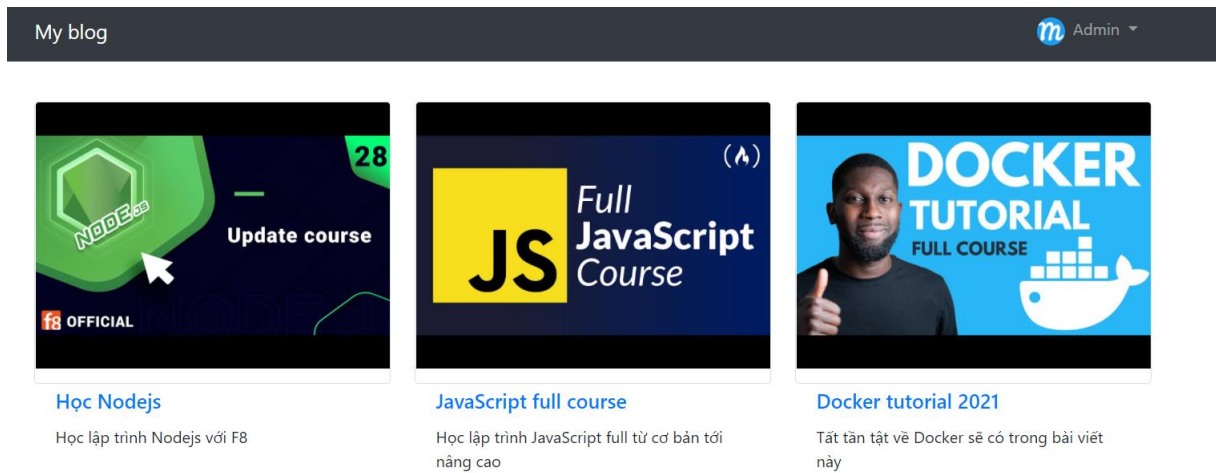 My blog
m Admin
28
NODE JS
Update course
f8 OFFICIAL
Học Nodejs
Học lập trình Nodejs với F8
JS
Full
JavaScript
Course
JavaScript full course
Học lập trình JavaScript full từ cơ bản tới
nâng cao
DOCKER
TUTORIAL
FULL COURSE
Docker tutorial 2021
Tất tần tật về Docker sẽ có trong bài viết
này